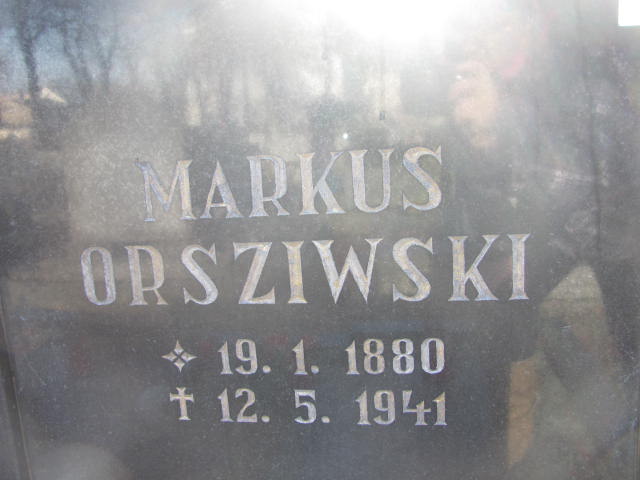 MARKUS
ORSZIWSKI
✧ 19. 1. 1880
† 12. 5. 1941